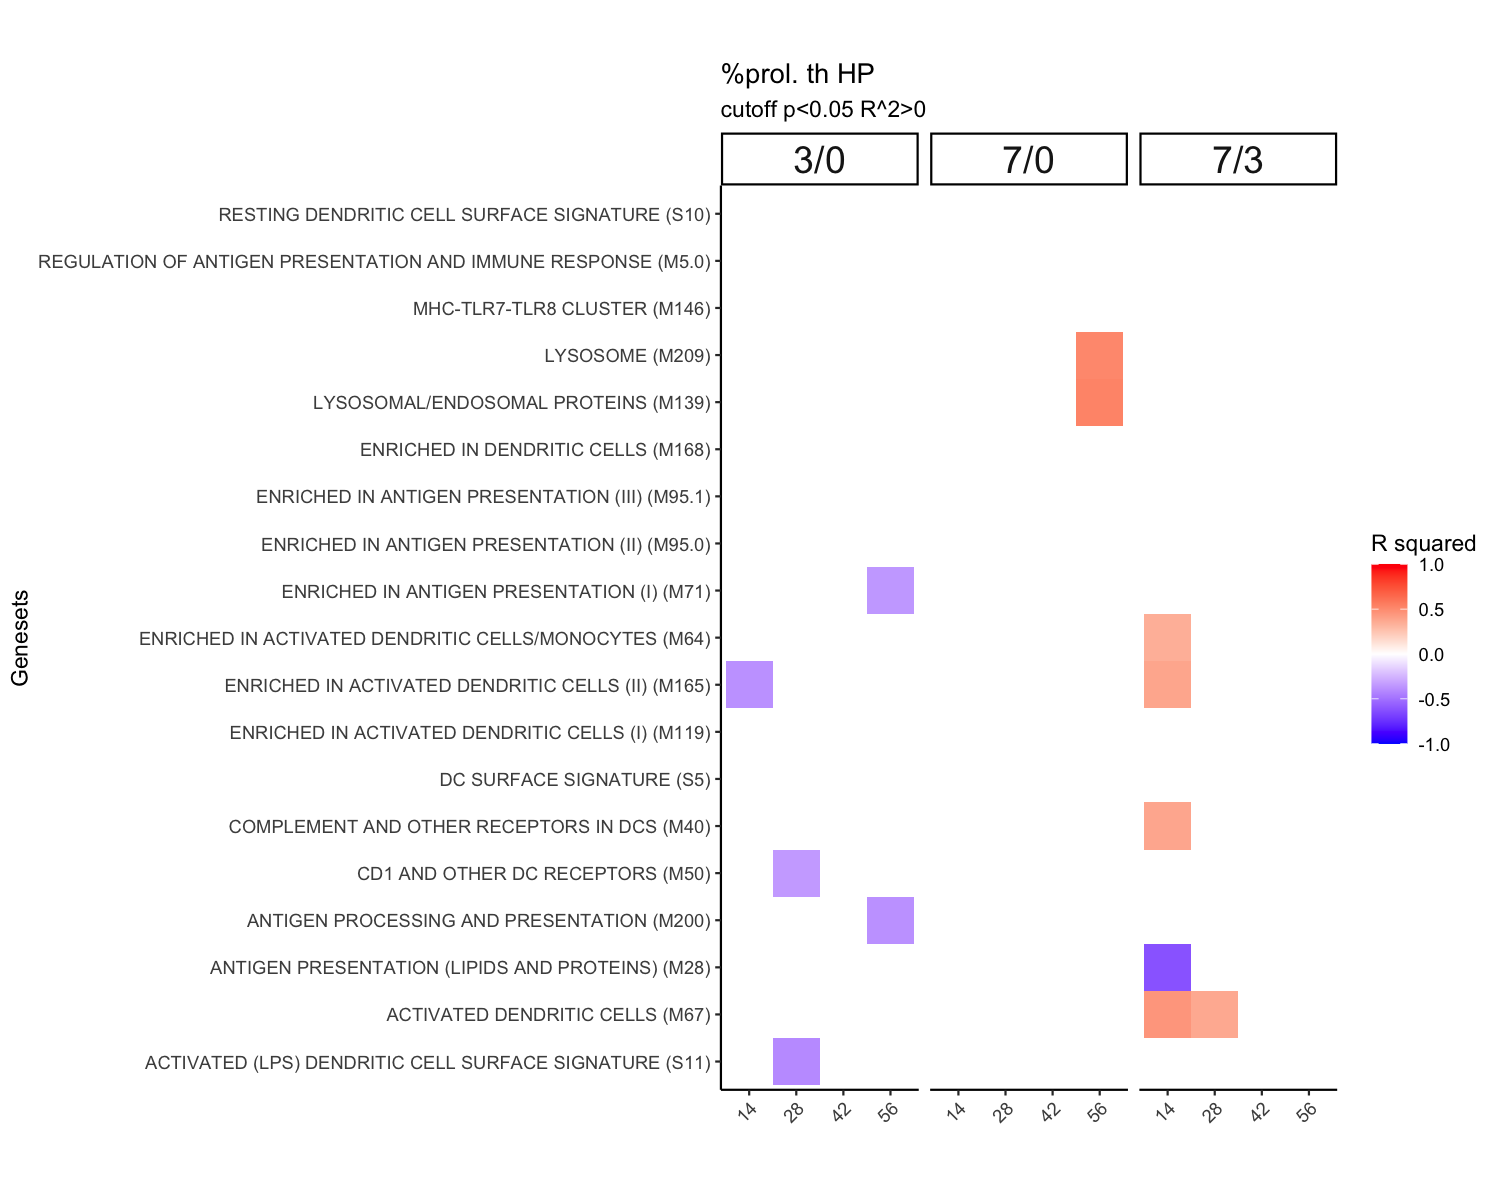 %prol. th HP
cutoff p<0.05 R^2>0
3/0 7/0 7/3
RESTING DENDRITIC CELL SURFACE SIGNATURE (S10)
REGULATION OF ANTIGEN PRESENTATION AND IMMUNE RESPONSE (M5.0)
MHC-TLR7-TLR8 CLUSTER (M146)
LYSOSOME (M209)
LYSOSOMAL/ENDOSOMAL PROTEINS (M139)
ENRICHED IN DENDRITIC CELLS (M168)
ENRICHED IN ANTIGEN PRESENTATION (III) (M95.1)
ENRICHED IN ANTIGEN PRESENTATION (II) (M95.0)
ENRICHED IN ANTIGEN PRESENTATION (I) (M71)
ENRICHED IN ACTIVATED DENDRITIC CELLS/MONOCYTES (M64)
ENRICHED IN ACTIVATED DENDRITIC CELLS (II) (M165)
ENRICHED IN ACTIVATED DENDRITIC CELLS (I) (M119)
DC SURFACE SIGNATURE (S5)
COMPLEMENT AND OTHER RECEPTORS IN DCS (M40)
CD1 AND OTHER DC RECEPTORS (M50)
ANTIGEN PROCESSING AND PRESENTATION (M200)
ANTIGEN PRESENTATION (LIPIDS AND PROTEINS) (M28)
ACTIVATED DENDRITIC CELLS (M67)
ACTIVATED (LPS) DENDRITIC CELL SURFACE SIGNATURE (S11)
Genesets
14 28 42 56 14 28 42 56 14 28 42 56
R squared
1.0
0.5
0.0
-0.5
-1.0